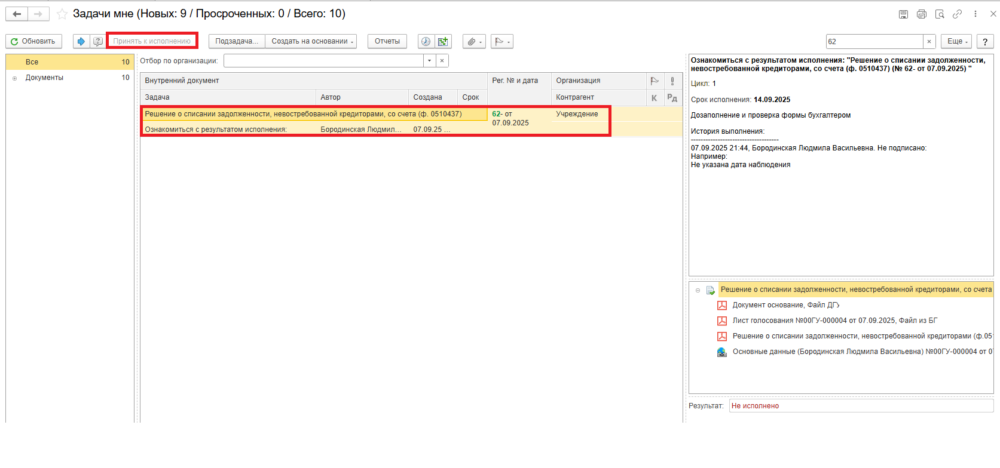 Задачи мне (Новых: 9 / Просроченных: 0 / Всего: 10)
Обновить
Принять к исполнению
Подзадача...
Создать на основании
Отчеты
62
×
Еще
?
Все 10
Документы 10
Отбор по организации:
Внутренний документ
Рег. № и дата
Организация
Задача
Автор
Создана
Срок
Контрагент
К
Рд
Решение о списании задолженности, невостребованной кредиторами, со счета (ф. 0510437)
62- от
07.09.2025
Учреждение
Ознакомиться с результатом исполнения:
Бородинская Людмил...
07.09.25 ...
Ознакомиться с результатом исполнения: "Решение о списании задолженности,
невостребованной кредиторами, со счета (ф. 0510437) (№ 62- от 07.09.2025) "
Цикл: 1
Срок исполнения: 14.09.2025
Дозаполнение и проверка формы бухгалтером
История выполнения:
------------------------------------
07.09.2025 21:44, Бородинская Людмила Васильевна. Не подписано:
Например:
Не указана дата наблюдения
Решение о списании задолженности, невостребованной кредиторами, со счета
Документ основание, Файл ДГУ
Лист голосования №00ГУ-000004 от 07.09.2025, Файл из БГ
Решение о списании задолженности, невостребованной кредиторами (ф.05
Основные данные (Бородинская Людмила Васильевна) №00ГУ-000004 от 0
Результат: Не исполнено